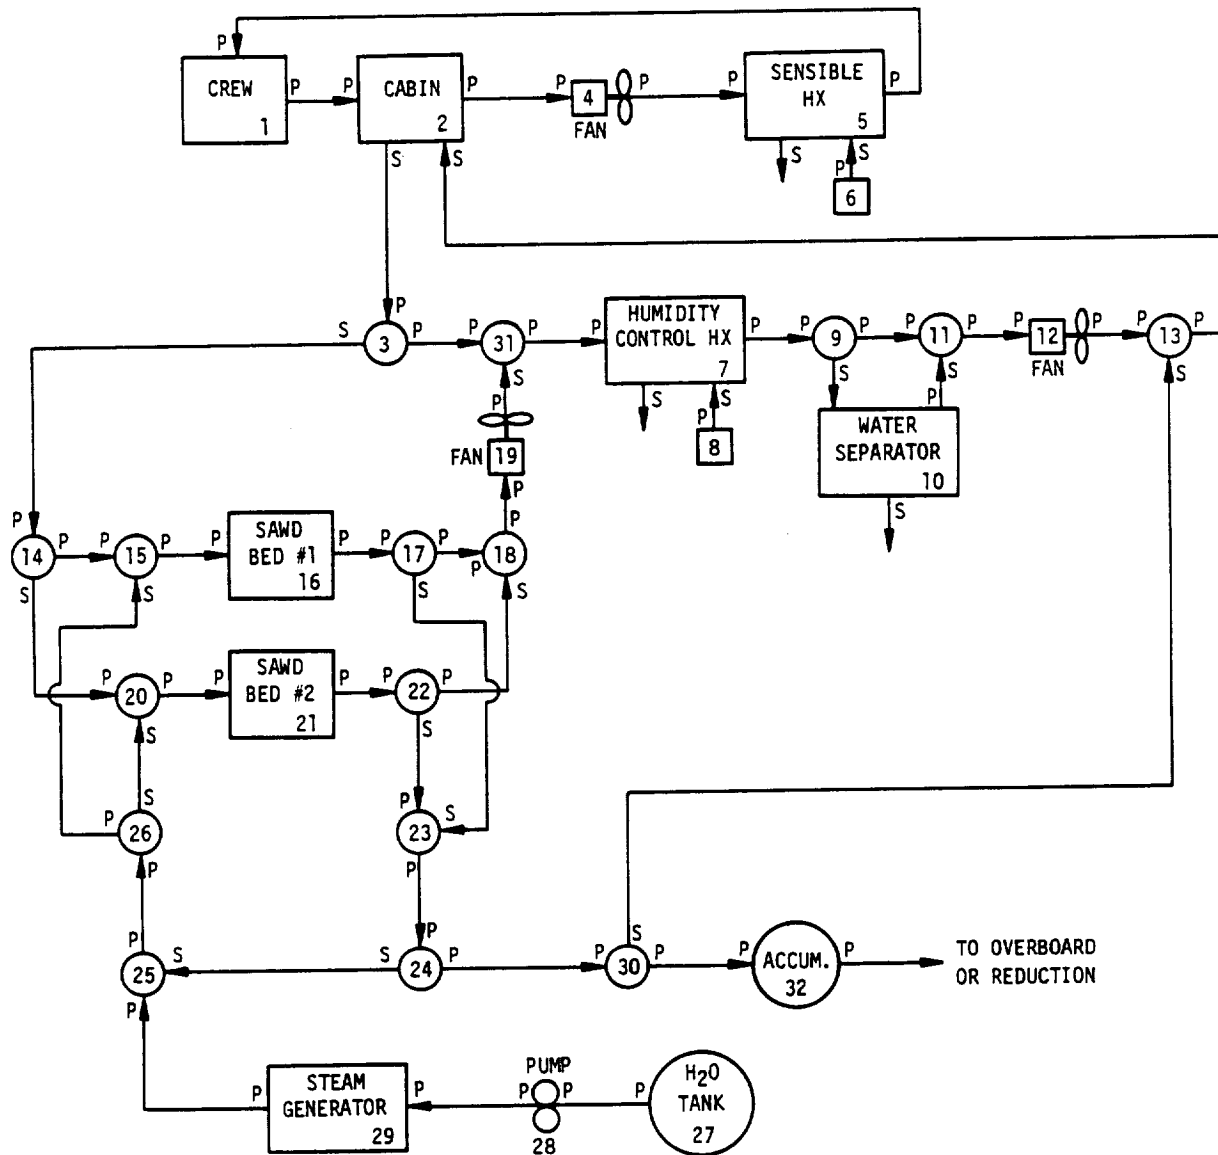 P
CREW
1
P
P
CABIN
2
P
P
4
FAN
P
P
SENSIBLE
HX
5
P
S
S
S
S
P
6
P
S
3
P
P
31
P
S
P
HUMIDITY
CONTROL HX
7
P
S
S
P
8
P
9
P
S
P
11
P
S
P
P
12
FAN
P
P
13
P
S
WATER
SEPARATOR
10
S
P
FAN
19
P
P
14
P
S
P
15
P
S
P
SAWD
BED #1
16
P
P
17
P
S
P
18
P
S
P
20
P
S
P
SAWD
BED #2
21
P
P
22
P
S
P
26
S
P
P
23
S
P
P
25
S
P
S
24
P
P
P
30
S
P
P
ACCUM.
32
P
TO OVERBOARD
OR REDUCTION
P
STEAM
GENERATOR
29
P
PUMP
P P
28
P
H2O
TANK
27